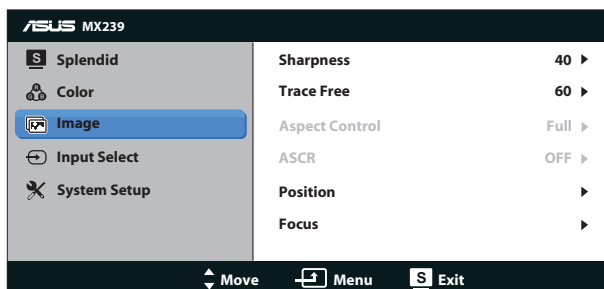 ASUS MX239
S Splendid
Color
Image
Input Select
System Setup
Sharpness 40
Trace Free 60
Aspect Control Full
ASCR OFF
Position
Focus
Move Menu S Exit